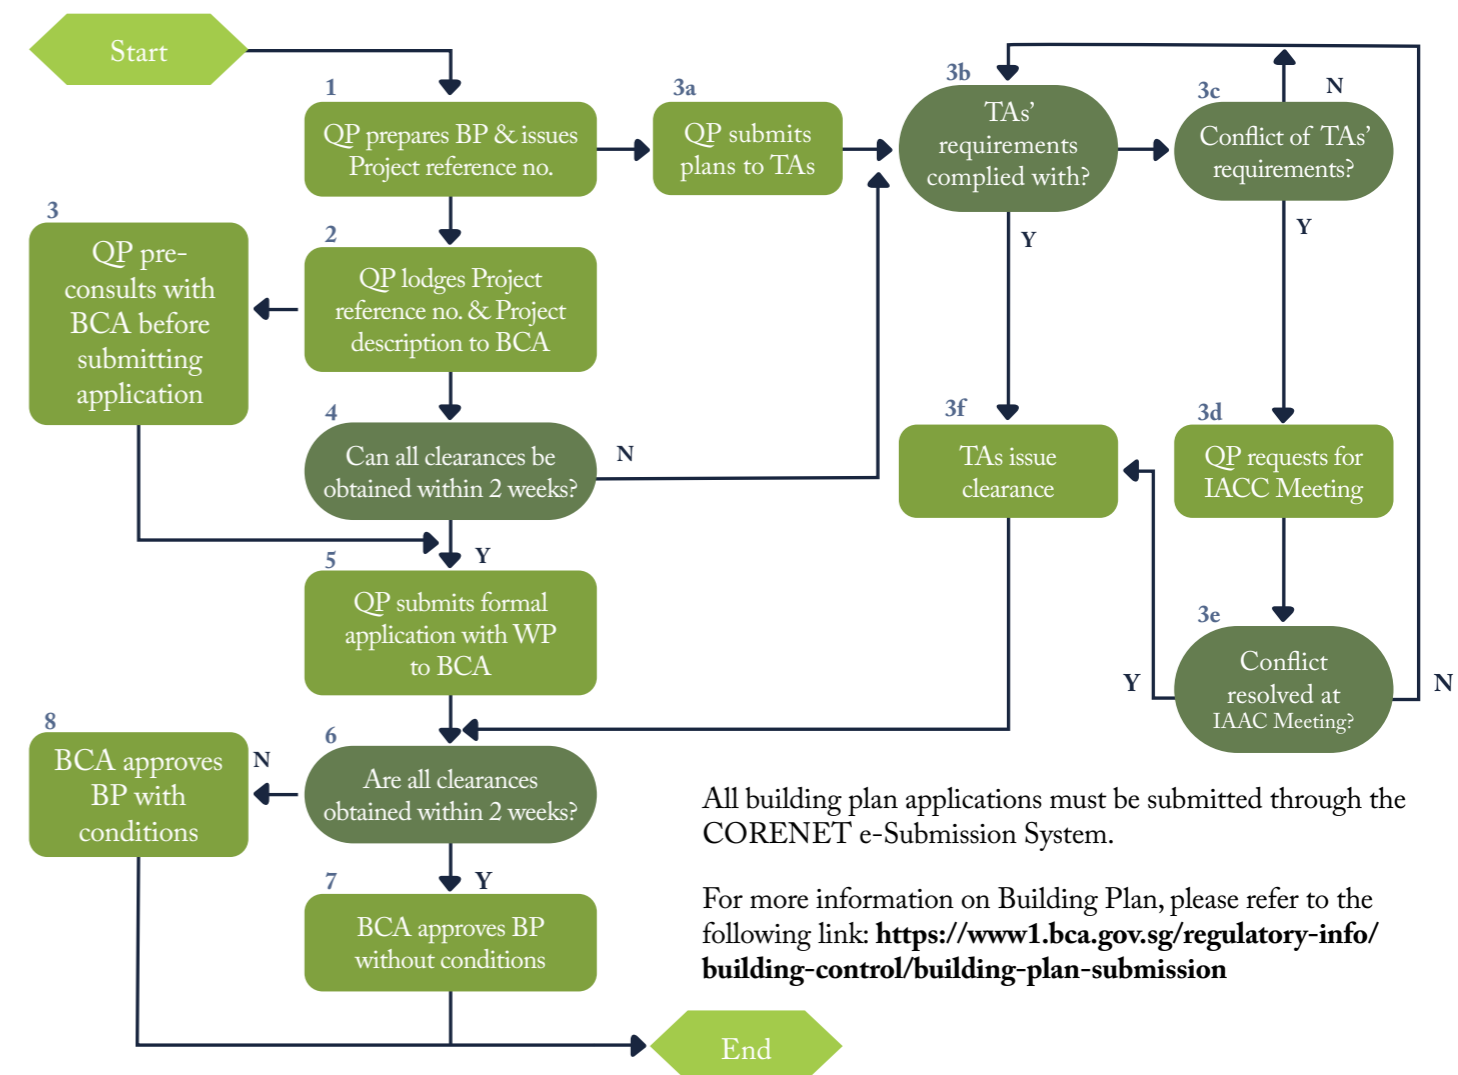 Start
1
QP prepares BP & issues
Project reference no.
3a
QP submits
plans to TAs
3b
TAs’
requirements
complied with?
3c
N
Conflict of TAs’
requirements?
Y
Y
3
QP pre-
consults with
BCA before
submitting
application
2
QP lodges Project
reference no. & Project
description to BCA
4
Can all clearances be
obtained within 2 weeks?
N
Y
3f
TAs issue
clearance
3d
QP requests for
IACC Meeting
5
QP submits formal
application with WP
to BCA
3e
Conflict
resolved at
IAAC Meeting?
Y
N
8
BCA approves
BP with
conditions
N
6
Are all clearances
obtained within 2 weeks?
Y
7
BCA approves BP
without conditions
All building plan applications must be submitted through the
CORENET e-Submission System.
For more information on Building Plan, please refer to the
following link: https://www1.bca.gov.sg/regulatory-info/
building-control/building-plan-submission
End